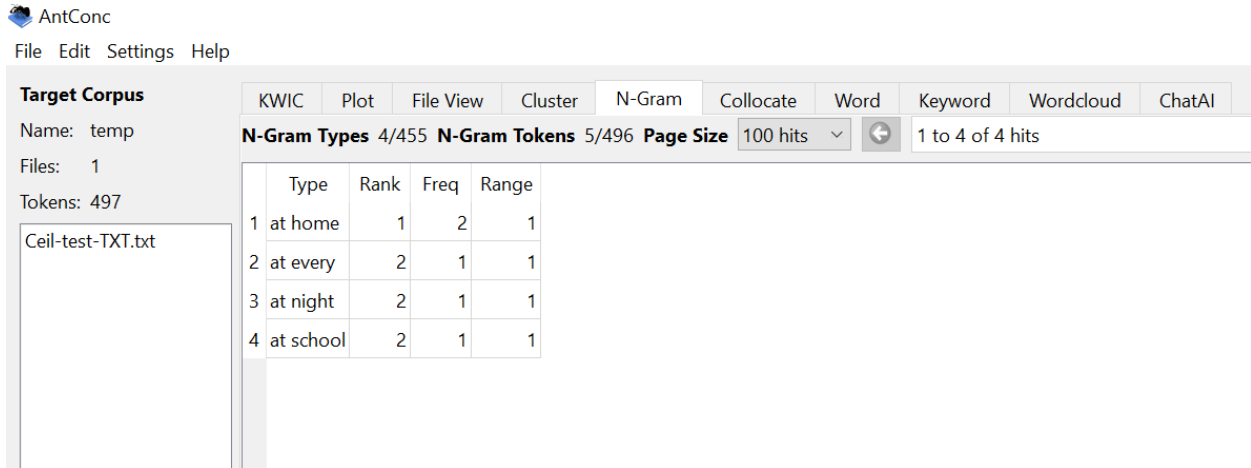 AntConc
File Edit Settings Help
Target Corpus
Name: temp
Files: 1
Tokens: 497
Ceil-test-TXT.txt
KWIC Plot File View Cluster N-Gram Collocate Word Keyword Wordcloud ChatAI
N-Gram Types 4/455 N-Gram Tokens 5/496 Page Size 100 hits 1 to 4 of 4 hits
Type Rank Freq Range
1 at home 1 2 1
2 at every 2 1 1
3 at night 2 1 1
4 at school 2 1 1